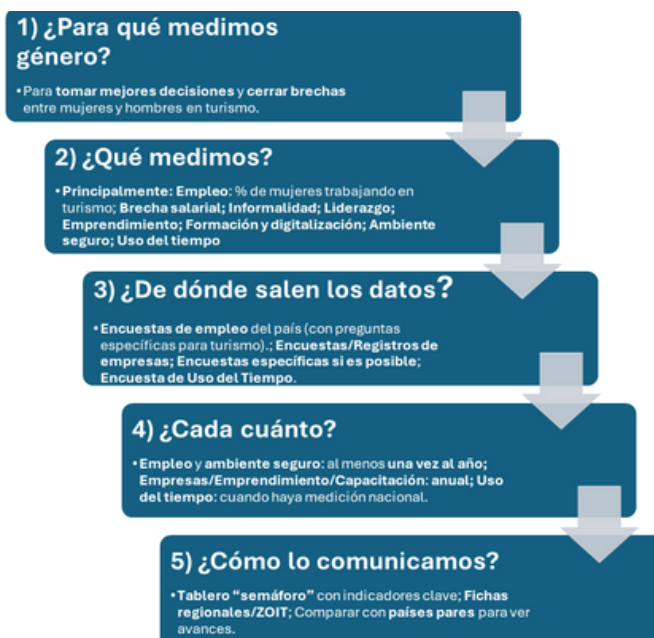 1) ¿Para qué medimos
género?
•Para tomar mejores decisiones y cerrar brechas
entre mujeres y hombres en turismo.
2) ¿Qué medimos?
•Principalmente: Empleo: % de mujeres trabajando en
turismo; Brecha salarial; Informalidad; Liderazgo;
Emprendimiento; Formación y digitalización; Ambiente
seguro; Uso del tiempo
3) ¿De dónde salen los datos?
•Encuestas de empleo del país (con preguntas
específicas para turismo).; Encuestas/Registros de
empresas; Encuestas específicas si es posible;
Encuesta de Uso del Tiempo.
4) ¿Cada cuánto?
•Empleo y ambiente seguro: al menos una vez al año;
Empresas/Emprendimiento/Capacitación: anual; Uso
del tiempo: cuando haya medición nacional.
5) ¿Cómo lo comunicamos?
•Tablero “semáforo” con indicadores clave; Fichas
regionales/ZOIT; Comparar con países pares para ver
avances.